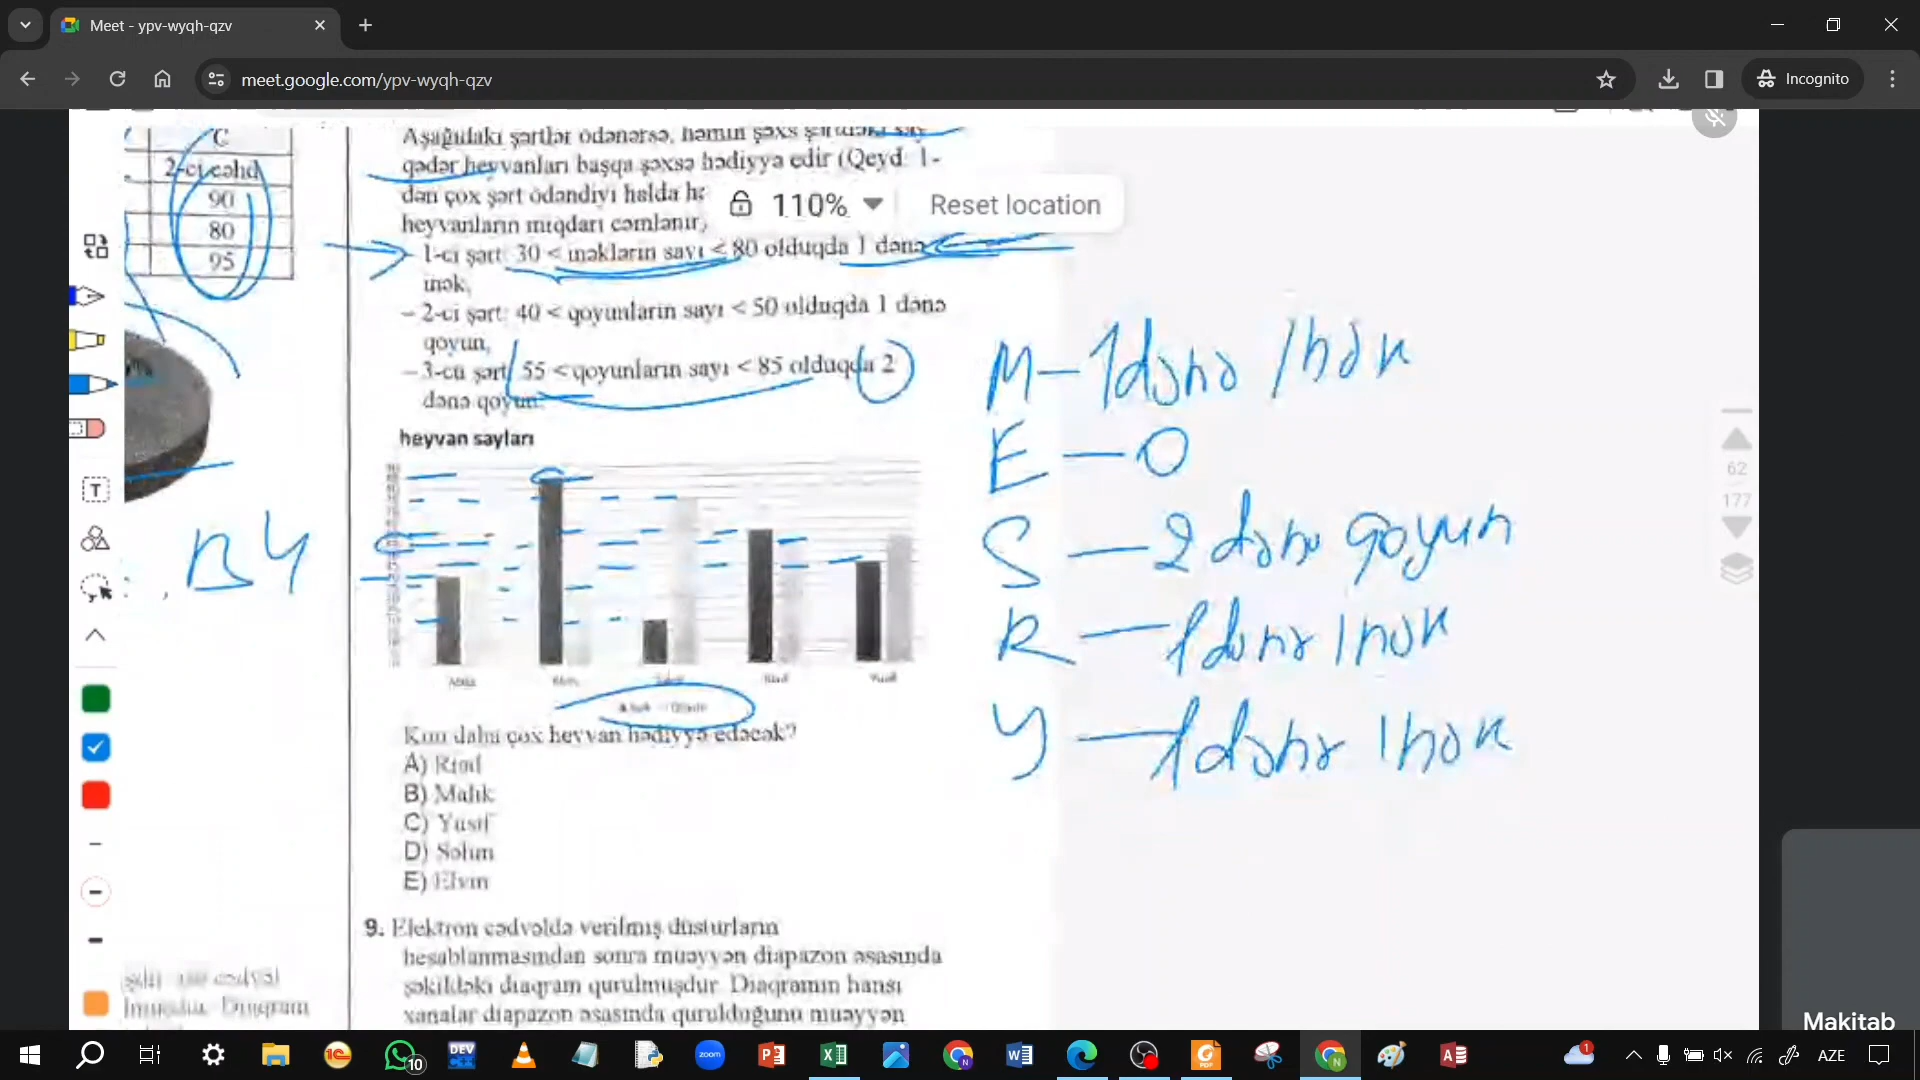 Meet - ypv-wyqh-qzv
meet.google.com/ypv-wyqh-qzv
Incognito
C
2-ci cəhd
90
80
95
Aşağıdakı şərtlər ödənərsə, həmin şəxs şərtdəki say
qədər heyvanları başqa şəxsə hədiyyə edir (Qeyd: 1-
dən çox şərt ödəndiyi halda hə
heyvanların miqdarı cəmlənir)
110%
Reset location
– 1-ci şərt: 30 < inəklərin sayı < 80 olduqda 1 dənə
inək,
– 2-ci şərt: 40 < qoyunların sayı < 50 olduqda 1 dənə
qoyun,
– 3-cü şərt: 55 < qoyunların sayı < 85 olduqda 2
dənə qoyun.
heyvan sayları
Kim daha çox heyvan hədiyyə edəcək?
A) Riad
B) Malik
C) Yusif
D) Səlim
E) Elvin
9. Elektron cədvəldə verilmiş düsturların
hesablanmasından sonra müəyyən diapazon əsasında
şəkildəki diaqram qurulmuşdur. Diaqramın hansı
xanalar diapazon əsasında qurulduğunu müəyyən
B4
M – 1 dənə inək
E – 0
S – 2 dənə qoyun
R – 1 dənə inək
Y – 1 dənə inək
62
177
Makitab
10
DEV
zoom
1
AZE